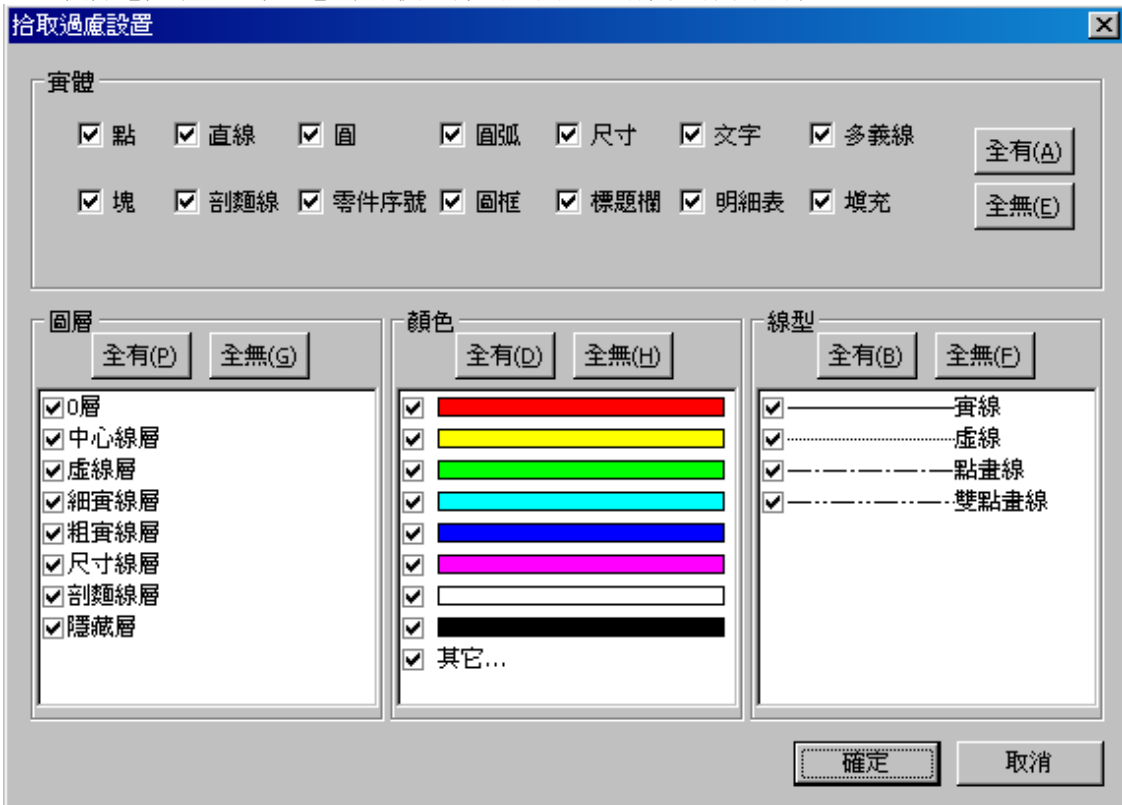 拾取過慮設置
實體
點 直線 圓 圓弧 尺寸 文字 多義線 全有(A)
塊 剖麵線 零件序號 圖框 標題欄 明細表 填充 全無(E)
圖層 顏色 線型
全有(P) 全無(G) 全有(D) 全無(H) 全有(B) 全無(F)
0層
中心線層
虛線層
細實線層
粗實線層
尺寸線層
剖麵線層
隱藏層
其它...
實線
虛線
點畫線
雙點畫線
確定 取消